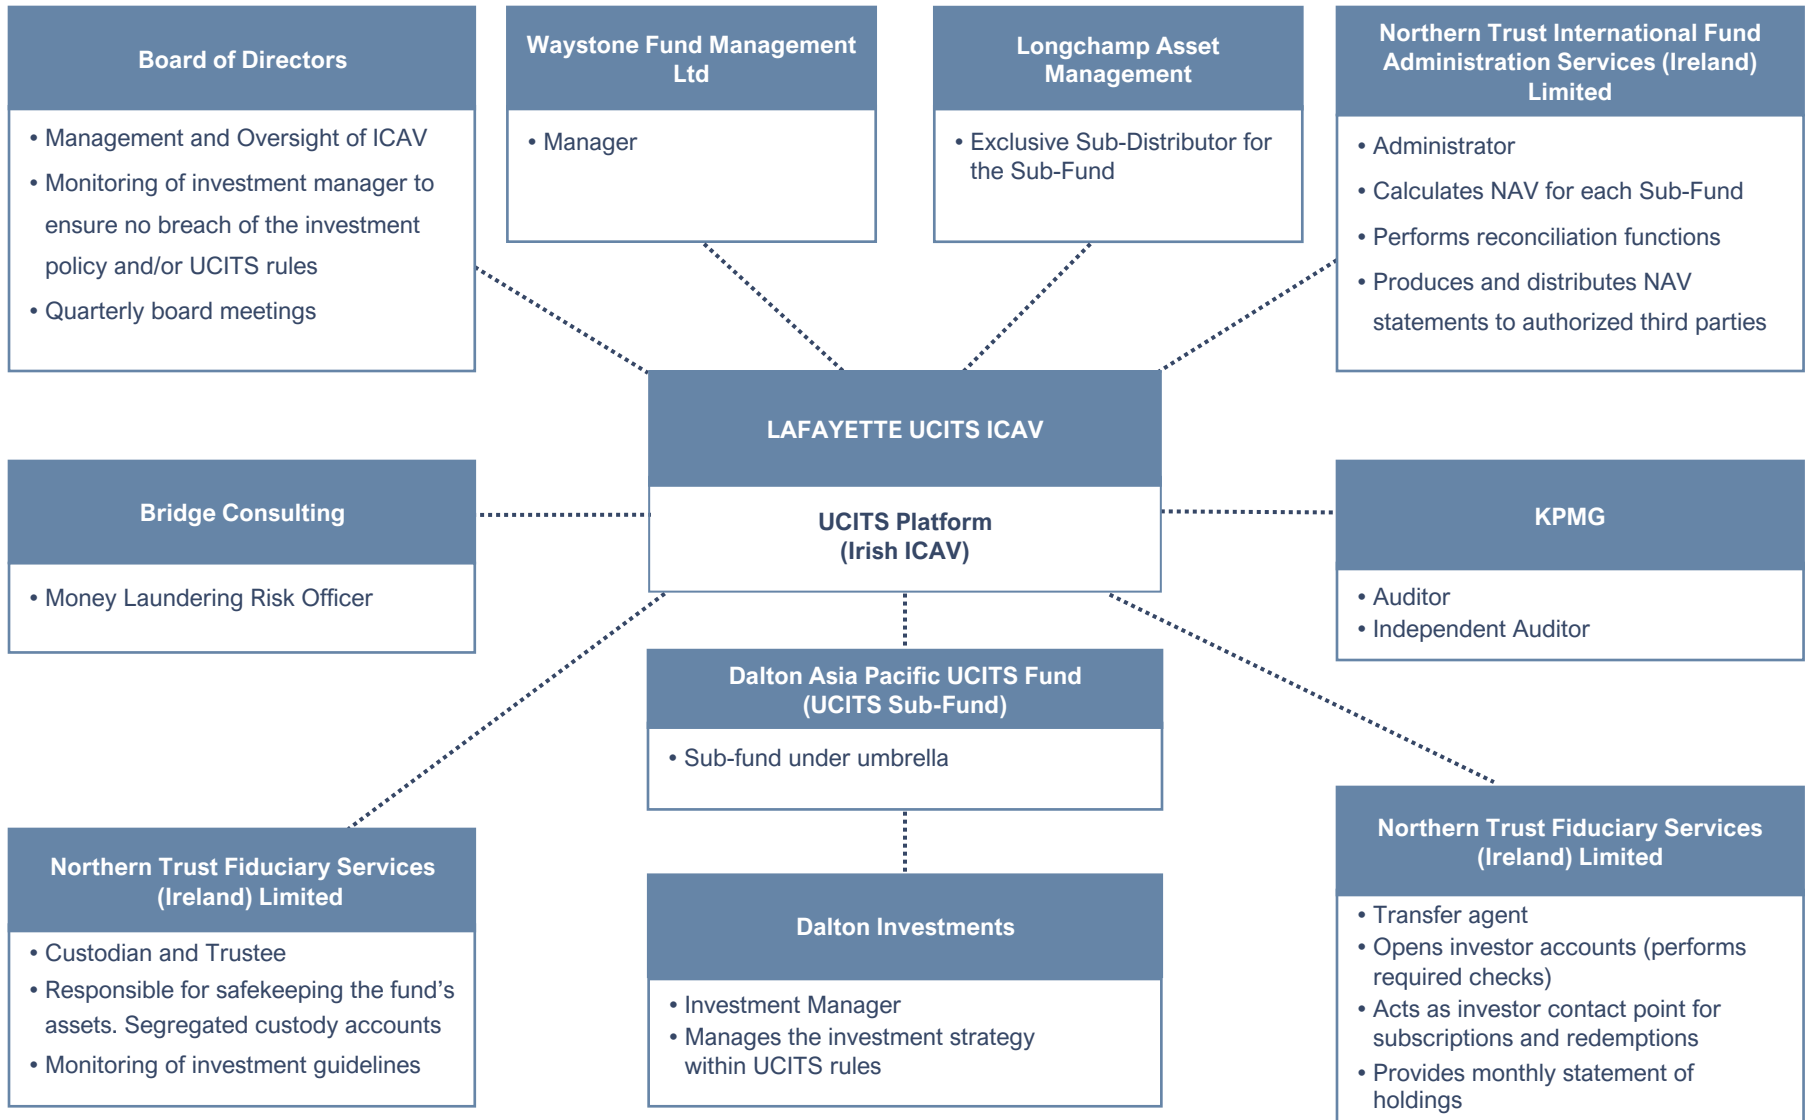 Board of Directors
• Management and Oversight of ICAV
• Monitoring of investment manager to
ensure no breach of the investment
policy and/or UCITS rules
• Quarterly board meetings
Waystone Fund Management
Ltd
• Manager
Longchamp Asset
Management
• Exclusive Sub-Distributor for
the Sub-Fund
Northern Trust International Fund
Administration Services (Ireland)
Limited
• Administrator
• Calculates NAV for each Sub-Fund
• Performs reconciliation functions
• Produces and distributes NAV
statements to authorized third parties
LAFAYETTE UCITS ICAV
UCITS Platform
(Irish ICAV)
Bridge Consulting
• Money Laundering Risk Officer
KPMG
• Auditor
• Independent Auditor
Dalton Asia Pacific UCITS Fund
(UCITS Sub-Fund)
• Sub-fund under umbrella
Northern Trust Fiduciary Services
(Ireland) Limited
• Custodian and Trustee
• Responsible for safekeeping the fund’s
assets. Segregated custody accounts
• Monitoring of investment guidelines
Dalton Investments
• Investment Manager
• Manages the investment strategy
within UCITS rules
Northern Trust Fiduciary Services
(Ireland) Limited
• Transfer agent
• Opens investor accounts (performs
required checks)
• Acts as investor contact point for
subscriptions and redemptions
• Provides monthly statement of
holdings